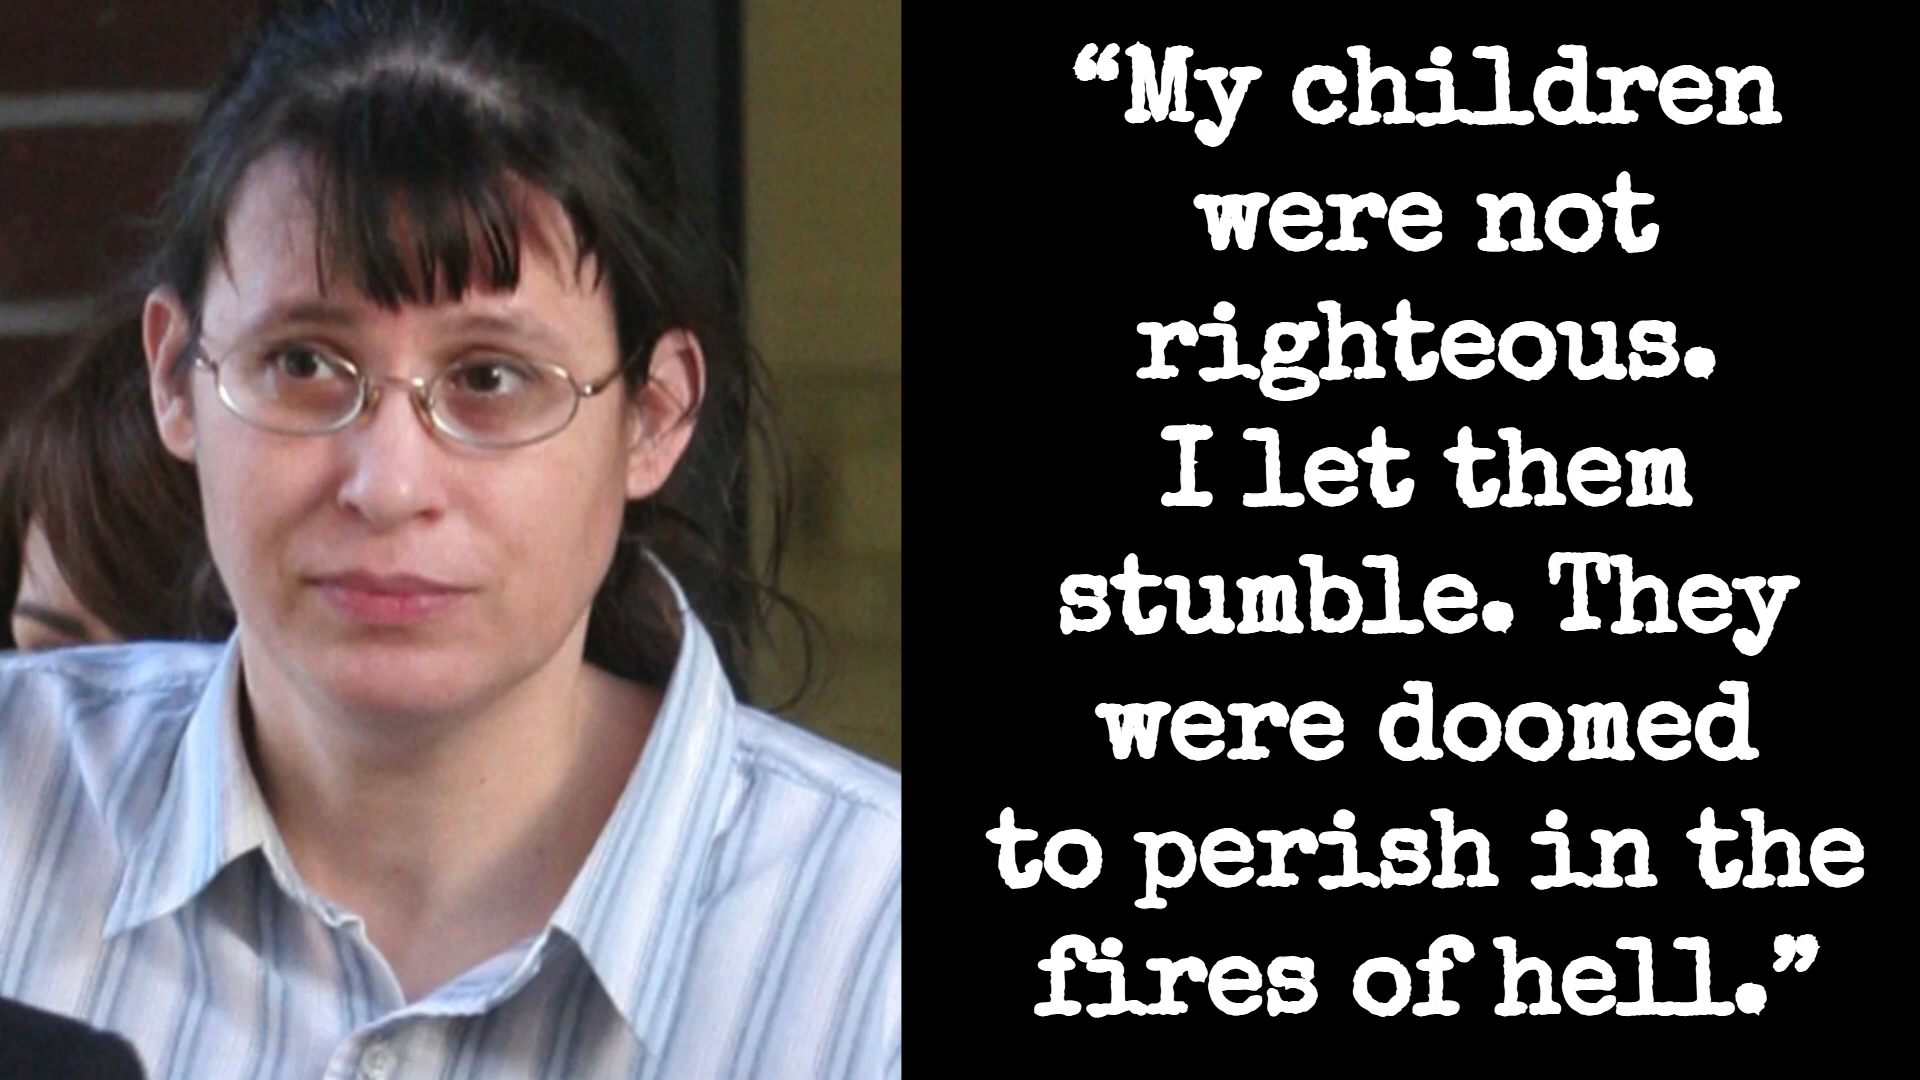 “My children
were not
righteous.
I let them
stumble. They
were doomed
to perish in the
fires of hell.”